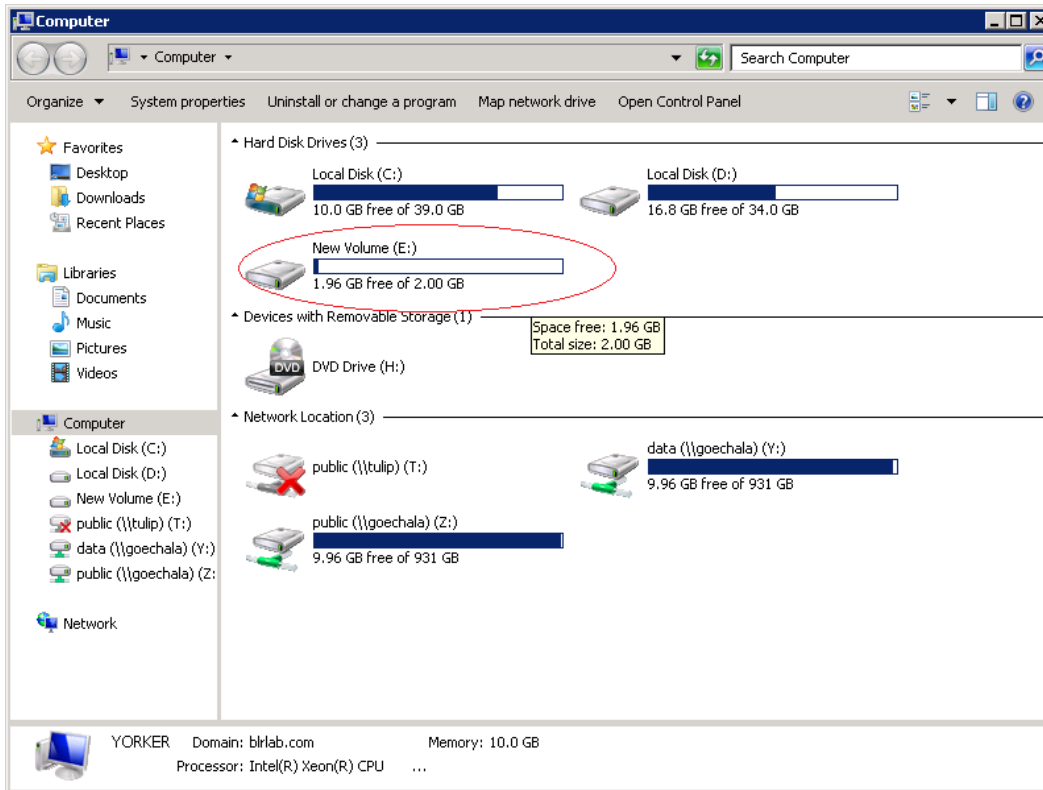 Computer
Computer
Search Computer
Organize System properties Uninstall or change a program Map network drive Open Control Panel
Favorites
Desktop
Downloads
Recent Places
Libraries
Documents
Music
Pictures
Videos
Computer
Local Disk (C:)
Local Disk (D:)
New Volume (E:)
public (\\tulip) (T:)
data (\\goechala) (Y:)
public (\\goechala) (Z:
Network
Hard Disk Drives (3)
Local Disk (C:)
10.0 GB free of 39.0 GB
Local Disk (D:)
16.8 GB free of 34.0 GB
New Volume (E:)
1.96 GB free of 2.00 GB
Devices with Removable Storage (1)
Space free: 1.96 GB
Total size: 2.00 GB
DVD
DVD Drive (H:)
Network Location (3)
public (\\tulip) (T:)
data (\\goechala) (Y:)
9.96 GB free of 931 GB
public (\\goechala) (Z:)
9.96 GB free of 931 GB
YORKER Domain: blrlab.com Memory: 10.0 GB
Processor: Intel(R) Xeon(R) CPU ...